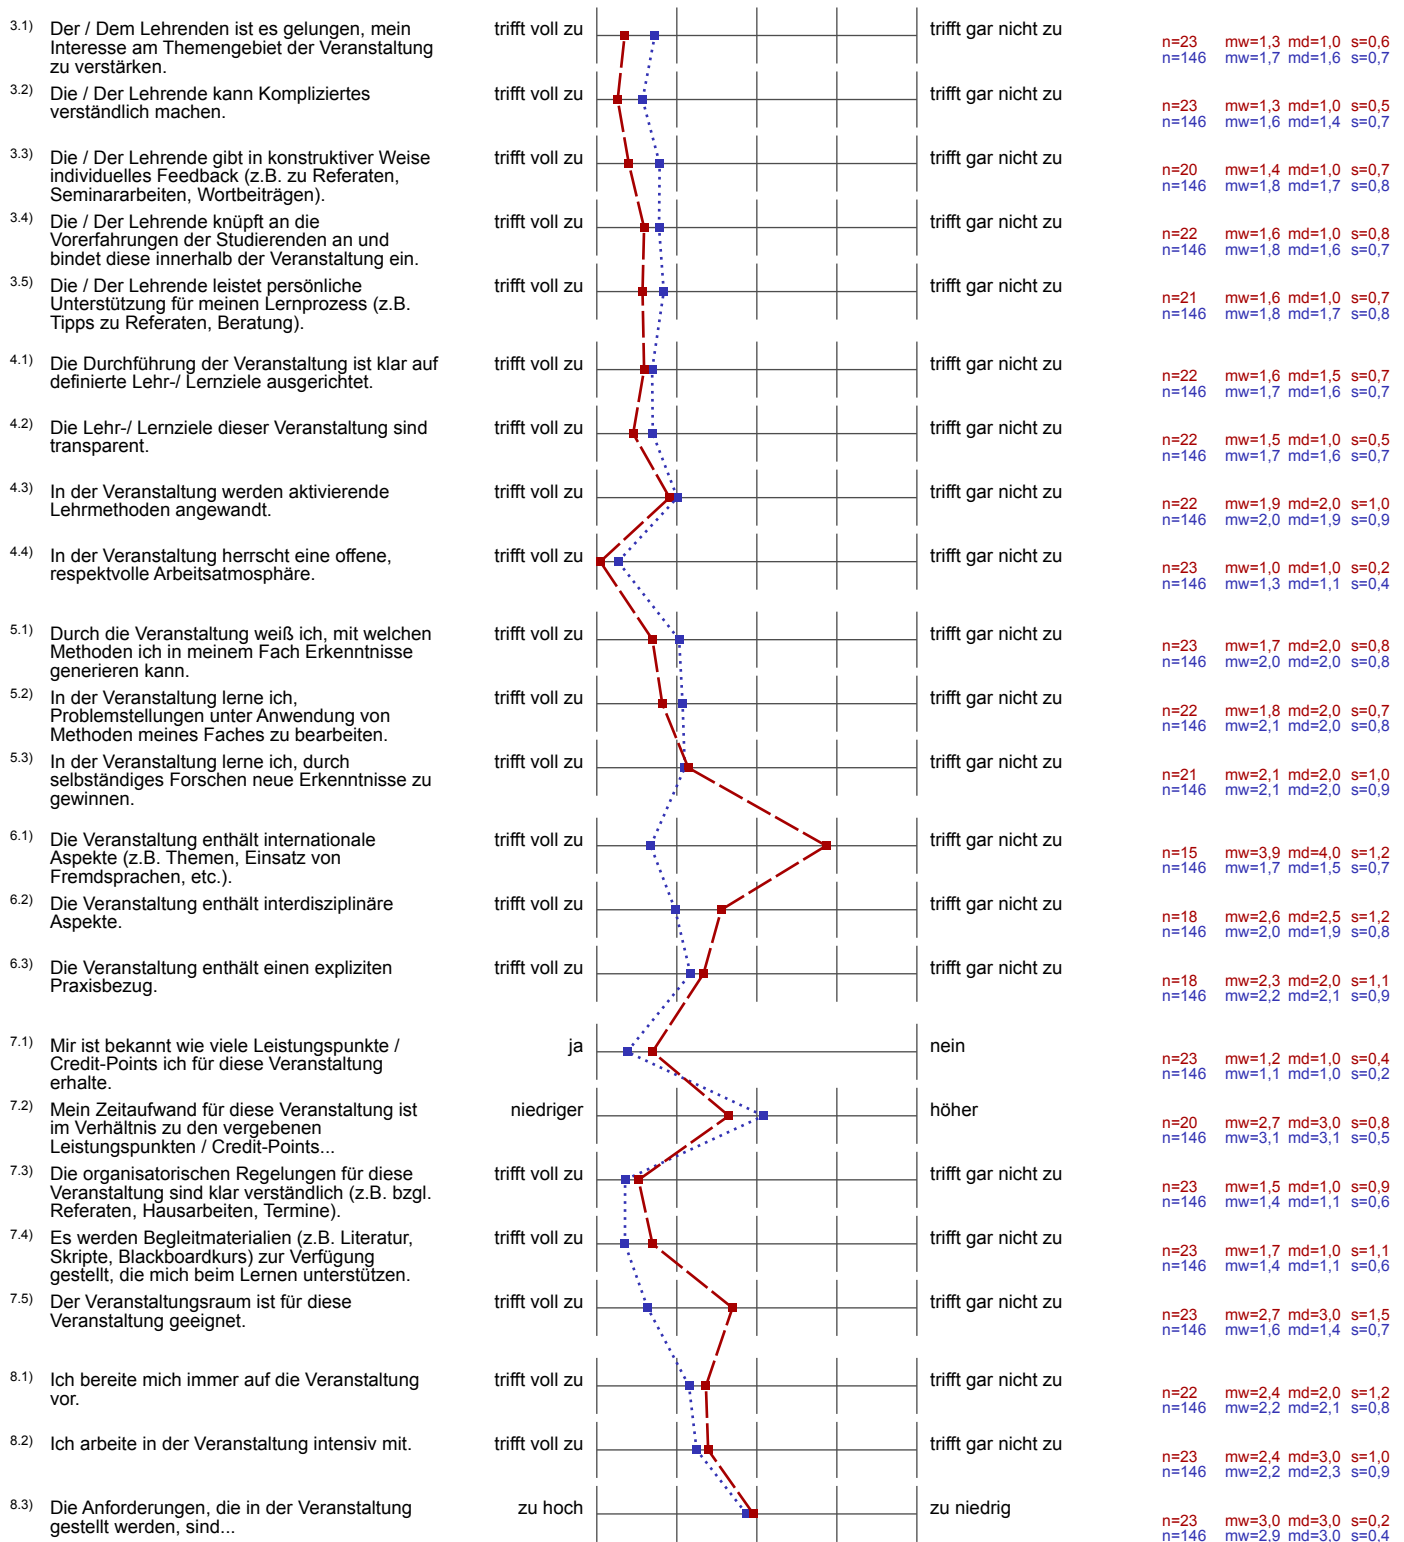 3.1) Der / Dem Lehrenden ist es gelungen, mein trifft voll zu trifft gar nicht zu
Interesse am Themengebiet der Veranstaltung n=23 mw=1,3 md=1,0 s=0,6
zu verstärken. n=146 mw=1,7 md=1,6 s=0,7
3.2) Die / Der Lehrende kann Kompliziertes trifft voll zu trifft gar nicht zu
verständlich machen. n=23 mw=1,3 md=1,0 s=0,5
n=146 mw=1,6 md=1,4 s=0,7
3.3) Die / Der Lehrende gibt in konstruktiver Weise trifft voll zu trifft gar nicht zu
individuelles Feedback (z.B. zu Referaten, n=20 mw=1,4 md=1,0 s=0,7
Seminararbeiten, Wortbeiträgen). n=146 mw=1,8 md=1,7 s=0,8
3.4) Die / Der Lehrende knüpft an die trifft voll zu trifft gar nicht zu
Vorerfahrungen der Studierenden an und n=22 mw=1,6 md=1,0 s=0,8
bindet diese innerhalb der Veranstaltung ein. n=146 mw=1,8 md=1,6 s=0,7
3.5) Die / Der Lehrende leistet persönliche trifft voll zu trifft gar nicht zu
Unterstützung für meinen Lernprozess (z.B. n=21 mw=1,6 md=1,0 s=0,7
Tipps zu Referaten, Beratung). n=146 mw=1,8 md=1,7 s=0,8
4.1) Die Durchführung der Veranstaltung ist klar auf trifft voll zu trifft gar nicht zu
definierte Lehr-/ Lernziele ausgerichtet. n=22 mw=1,6 md=1,5 s=0,7
n=146 mw=1,7 md=1,6 s=0,7
4.2) Die Lehr-/ Lernziele dieser Veranstaltung sind trifft voll zu trifft gar nicht zu
transparent. n=22 mw=1,5 md=1,0 s=0,5
n=146 mw=1,7 md=1,6 s=0,7
4.3) In der Veranstaltung werden aktivierende trifft voll zu trifft gar nicht zu
Lehrmethoden angewandt. n=22 mw=1,9 md=2,0 s=1,0
n=146 mw=2,0 md=1,9 s=0,9
4.4) In der Veranstaltung herrscht eine offene, trifft voll zu trifft gar nicht zu
respektvolle Arbeitsatmosphäre. n=23 mw=1,0 md=1,0 s=0,2
n=146 mw=1,3 md=1,1 s=0,4
5.1) Durch die Veranstaltung weiß ich, mit welchen trifft voll zu trifft gar nicht zu
Methoden ich in meinem Fach Erkenntnisse n=23 mw=1,7 md=2,0 s=0,8
generieren kann. n=146 mw=2,0 md=2,0 s=0,8
5.2) In der Veranstaltung lerne ich, trifft voll zu trifft gar nicht zu
Problemstellungen unter Anwendung von n=22 mw=1,8 md=2,0 s=0,7
Methoden meines Faches zu bearbeiten. n=146 mw=2,1 md=2,0 s=0,8
5.3) In der Veranstaltung lerne ich, durch trifft voll zu trifft gar nicht zu
selbständiges Forschen neue Erkenntnisse zu n=21 mw=2,1 md=2,0 s=1,0
gewinnen. n=146 mw=2,1 md=2,0 s=0,9
6.1) Die Veranstaltung enthält internationale trifft voll zu trifft gar nicht zu
Aspekte (z.B. Themen, Einsatz von n=15 mw=3,9 md=4,0 s=1,2
Fremdsprachen, etc.). n=146 mw=1,7 md=1,5 s=0,7
6.2) Die Veranstaltung enthält interdisziplinäre trifft voll zu trifft gar nicht zu
Aspekte. n=18 mw=2,6 md=2,5 s=1,2
n=146 mw=2,0 md=1,9 s=0,8
6.3) Die Veranstaltung enthält einen expliziten trifft voll zu trifft gar nicht zu
Praxisbezug. n=18 mw=2,3 md=2,0 s=1,1
n=146 mw=2,2 md=2,1 s=0,9
7.1) Mir ist bekannt wie viele Leistungspunkte / ja nein
Credit-Points ich für diese Veranstaltung n=23 mw=1,2 md=1,0 s=0,4
erhalte. n=146 mw=1,1 md=1,0 s=0,2
7.2) Mein Zeitaufwand für diese Veranstaltung ist niedriger höher
im Verhältnis zu den vergebenen n=20 mw=2,7 md=3,0 s=0,8
Leistungspunkten / Credit-Points... n=146 mw=3,1 md=3,1 s=0,5
7.3) Die organisatorischen Regelungen für diese trifft voll zu trifft gar nicht zu
Veranstaltung sind klar verständlich (z.B. bzgl. n=23 mw=1,5 md=1,0 s=0,9
Referaten, Hausarbeiten, Termine). n=146 mw=1,4 md=1,1 s=0,6
7.4) Es werden Begleitmaterialien (z.B. Literatur, trifft voll zu trifft gar nicht zu
Skripte, Blackboardkurs) zur Verfügung n=23 mw=1,7 md=1,0 s=1,1
gestellt, die mich beim Lernen unterstützen. n=146 mw=1,4 md=1,1 s=0,6
7.5) Der Veranstaltungsraum ist für diese trifft voll zu trifft gar nicht zu
Veranstaltung geeignet. n=23 mw=2,7 md=3,0 s=1,5
n=146 mw=1,6 md=1,4 s=0,7
8.1) Ich bereite mich immer auf die Veranstaltung trifft voll zu trifft gar nicht zu
vor. n=22 mw=2,4 md=2,0 s=1,2
n=146 mw=2,2 md=2,1 s=0,8
8.2) Ich arbeite in der Veranstaltung intensiv mit. trifft voll zu trifft gar nicht zu
n=23 mw=2,4 md=3,0 s=1,0
n=146 mw=2,2 md=2,3 s=0,9
8.3) Die Anforderungen, die in der Veranstaltung zu hoch zu niedrig
gestellt werden, sind... n=23 mw=3,0 md=3,0 s=0,2
n=146 mw=2,9 md=3,0 s=0,4